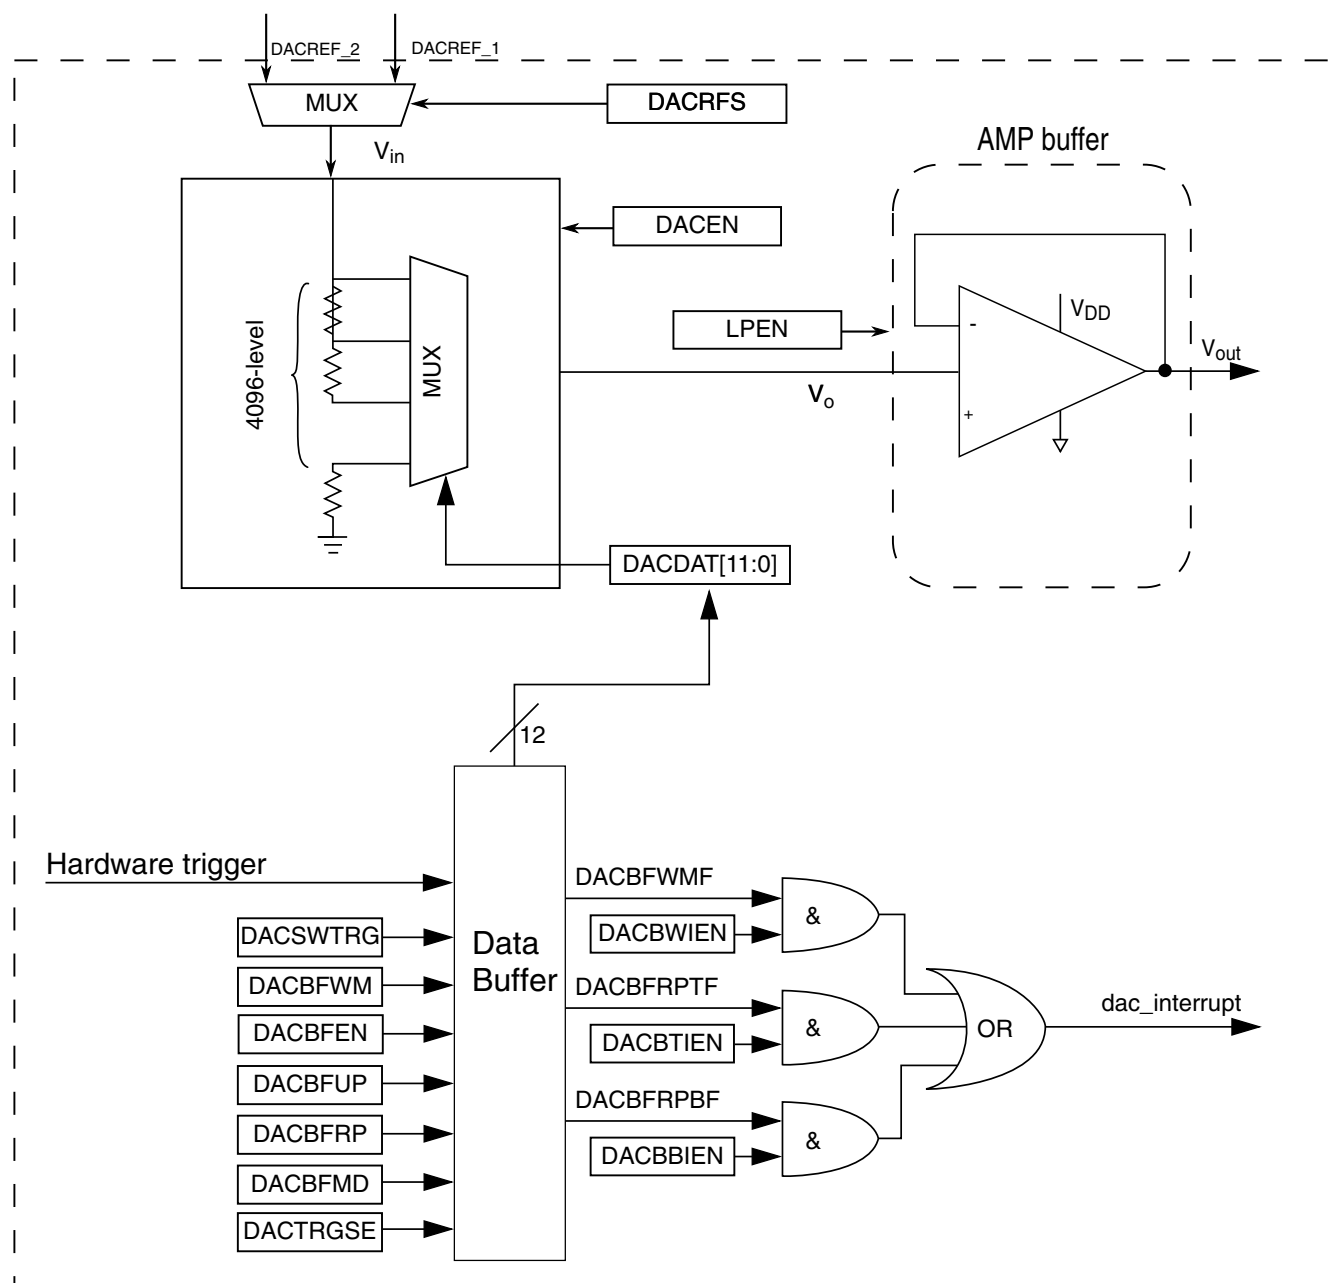 DACREF_2
DACREF_1
MUX
DACRFS
Vin
AMP buffer
DACEN
4096-level
MUX
LPEN
VDD
-
+
Vo
Vout
DACDAT[11:0]
12
Hardware trigger
DACSWTRG
DACBFWM
DACBFEN
DACBFUP
DACBFRP
DACBFMD
DACTRGSE
Data
Buffer
DACBFWMF
DACBWIEN
&
DACBFRPTF
DACBTIEN
&
DACBFRPBF
DACBBIEN
&
OR
dac_interrupt